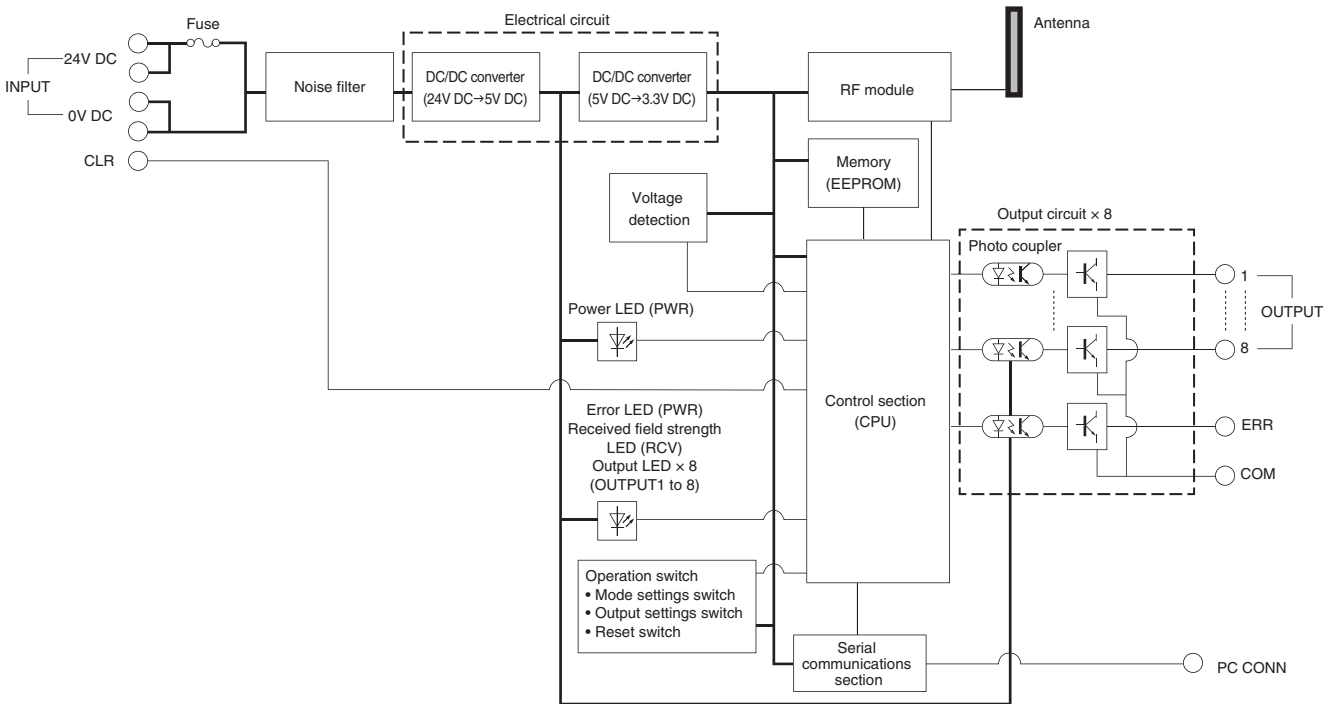 Fuse
Electrical circuit
Antenna
24V DC
INPUT
0V DC
CLR
Noise filter
DC/DC converter
(24V DC→5V DC)
DC/DC converter
(5V DC→3.3V DC)
RF module
Memory
(EEPROM)
Voltage
detection
Output circuit × 8
Photo coupler
1
OUTPUT
8
Power LED (PWR)
Control section
(CPU)
Error LED (PWR)
Received field strength
LED (RCV)
Output LED × 8
(OUTPUT1 to 8)
ERR
COM
Operation switch
• Mode settings switch
• Output settings switch
• Reset switch
Serial
communications
section
PC CONN